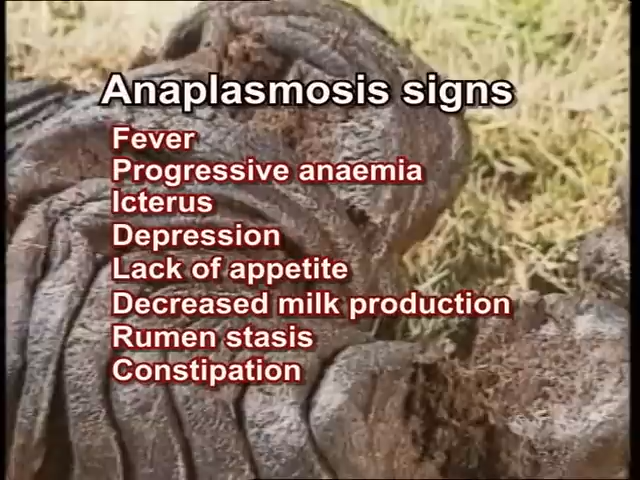 Anaplasmosis signs
Fever
Progressive anaemia
Icterus
Depression
Lack of appetite
Decreased milk production
Rumen stasis
Constipation